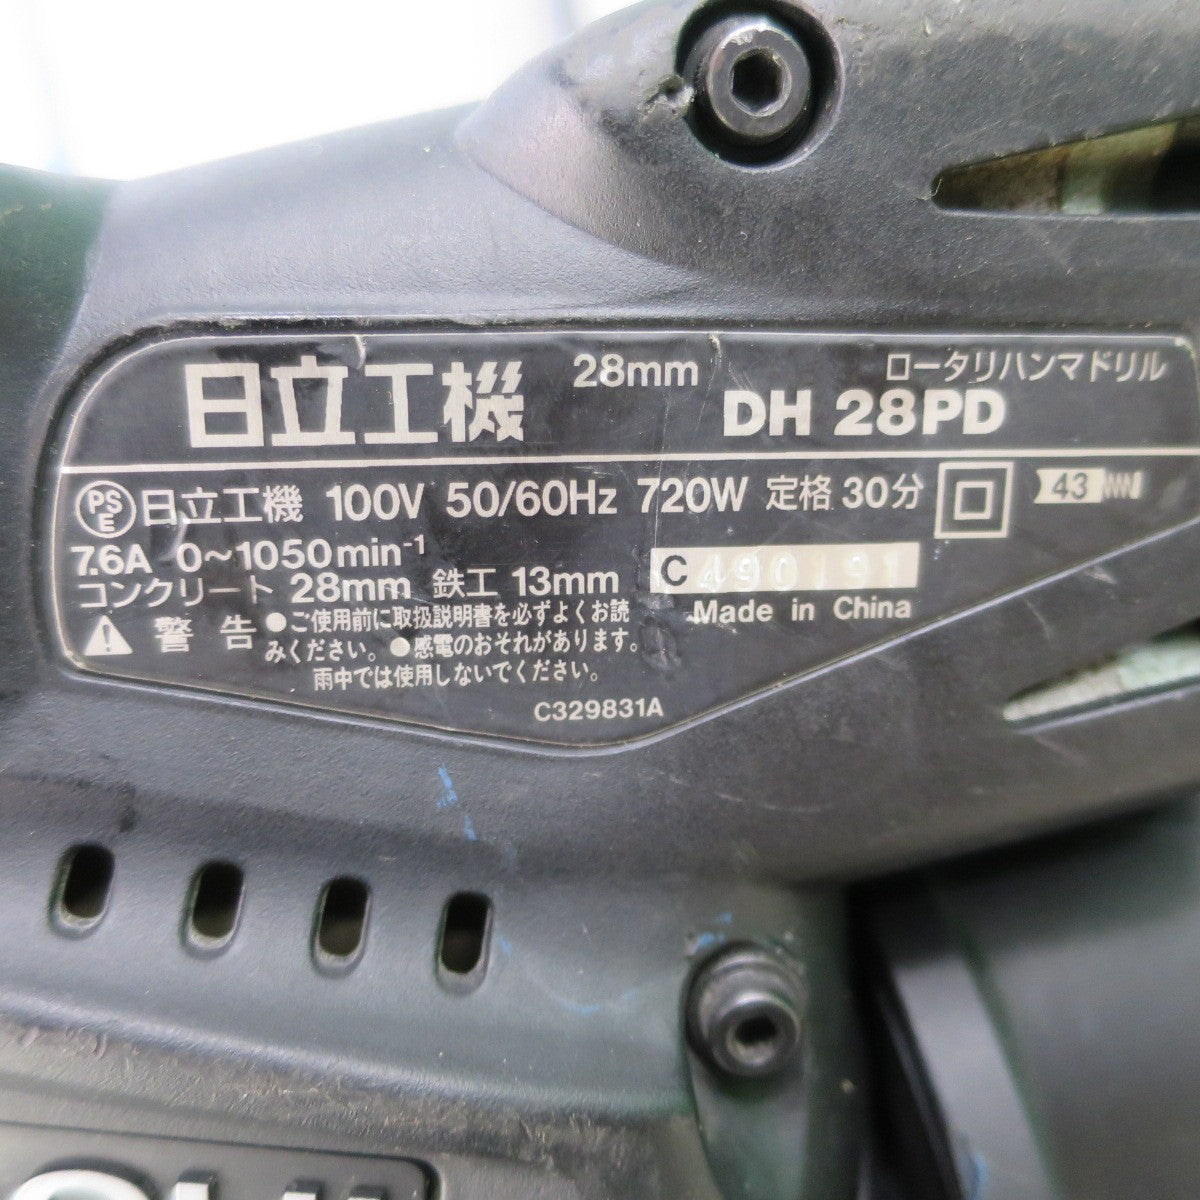 日立工機 28mm ロータリハンマドリル
DH 28PD
PSE 日立工機 100V 50/60Hz 720W 定格 30分 43
7.6A 0~1050min⁻¹
コンクリート 28mm 鉄工 13mm C 490191
Made in China
警告 ●ご使用前に取扱説明書を必ずよくお読
みください。●感電のおそれがあります。
雨中では使用しないでください。
C329831A